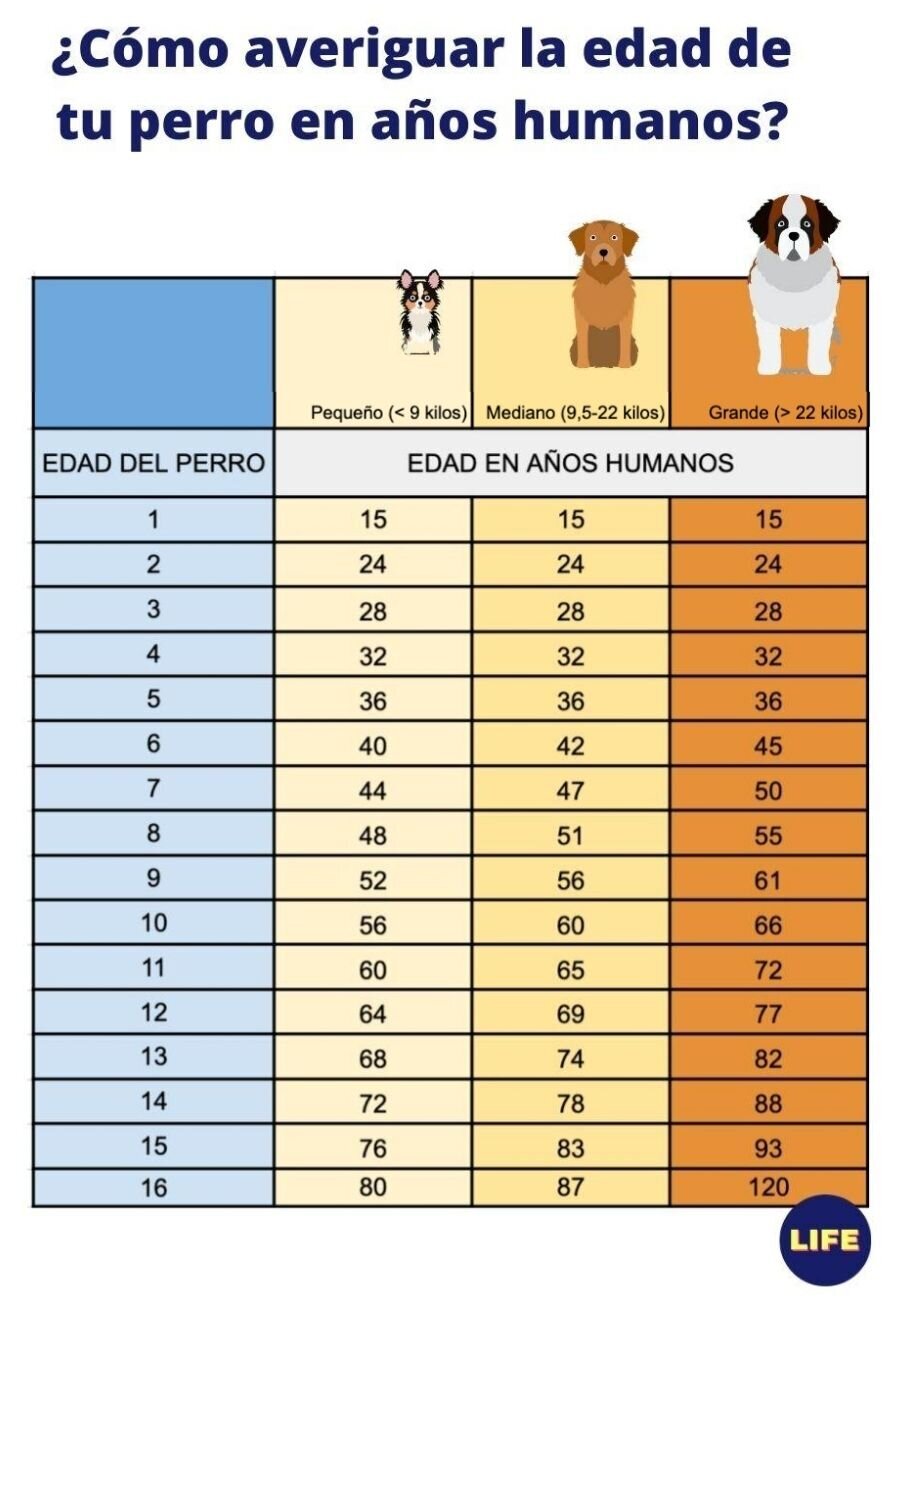 ¿Cómo averiguar la edad de
tu perro en años humanos?
Pequeño (< 9 kilos) Mediano (9,5-22 kilos) Grande (> 22 kilos)
EDAD DEL PERRO EDAD EN AÑOS HUMANOS
1 15 15 15
2 24 24 24
3 28 28 28
4 32 32 32
5 36 36 36
6 40 42 45
7 44 47 50
8 48 51 55
9 52 56 61
10 56 60 66
11 60 65 72
12 64 69 77
13 68 74 82
14 72 78 88
15 76 83 93
16 80 87 120
LIFE